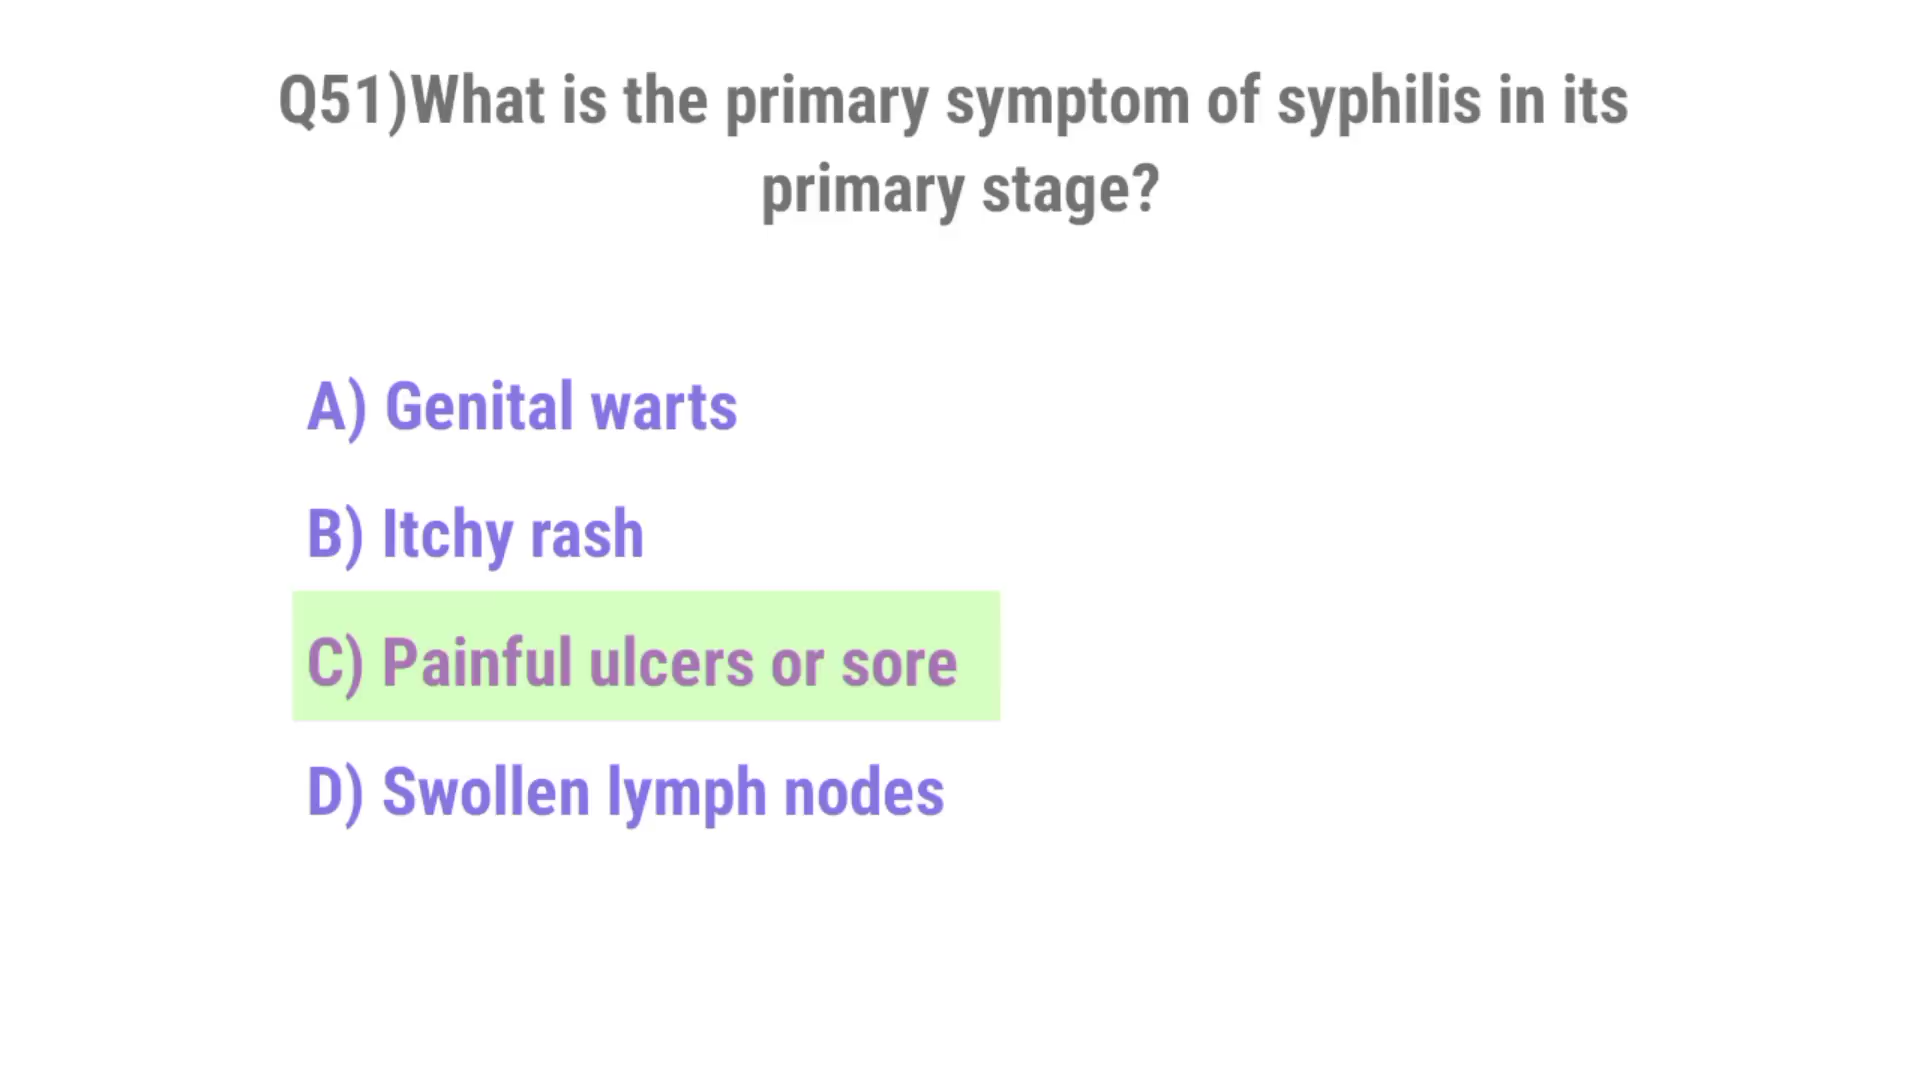 Q51)What is the primary symptom of syphilis in its
primary stage?
A) Genital warts
B) Itchy rash
C) Painful ulcers or sore
D) Swollen lymph nodes